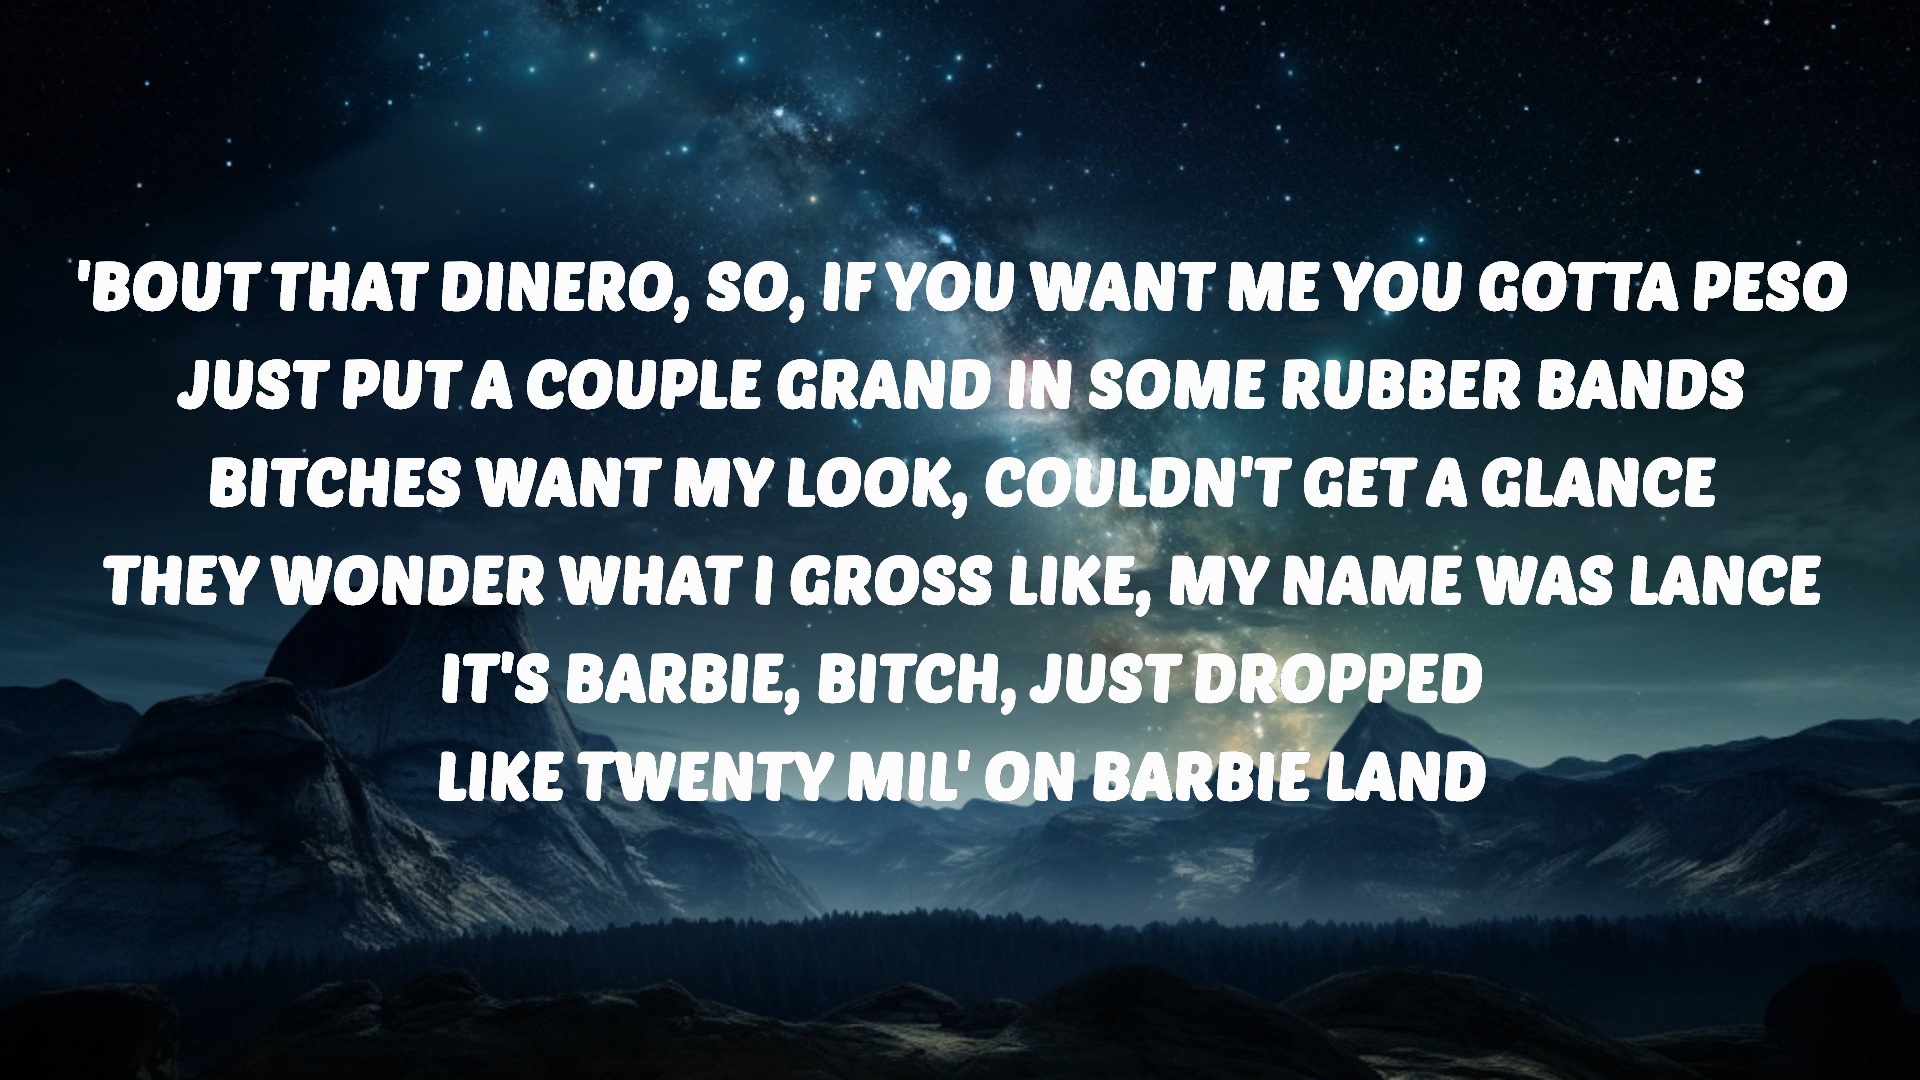 'BOUT THAT DINERO, SO, IF YOU WANT ME YOU GOTTA PESO
JUST PUT A COUPLE GRAND IN SOME RUBBER BANDS
BITCHES WANT MY LOOK, COULDN'T GET A GLANCE
THEY WONDER WHAT I GROSS LIKE, MY NAME WAS LANCE
IT'S BARBIE, BITCH, JUST DROPPED
LIKE TWENTY MIL' ON BARBIE LAND